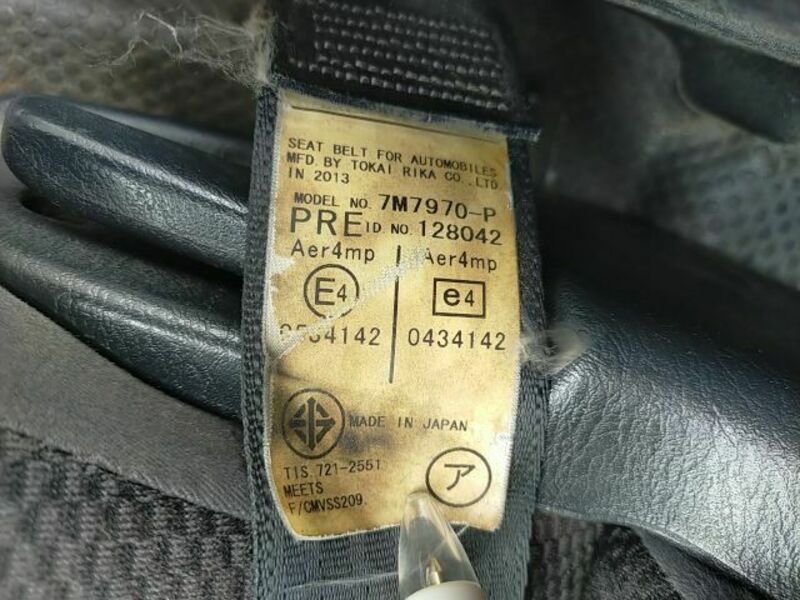 SEAT BELT FOR AUTOMOBILES
MFD. BY TOKAI RIKA CO.,LTD
IN 2013
MODEL NO. 7M7970-P
PRE ID NO. 128042
Aer4mp Aer4mp
E4 e4
0434142
MADE IN JAPAN
TIS. 721-2551
MEETS
F/CMVSS209.
ア